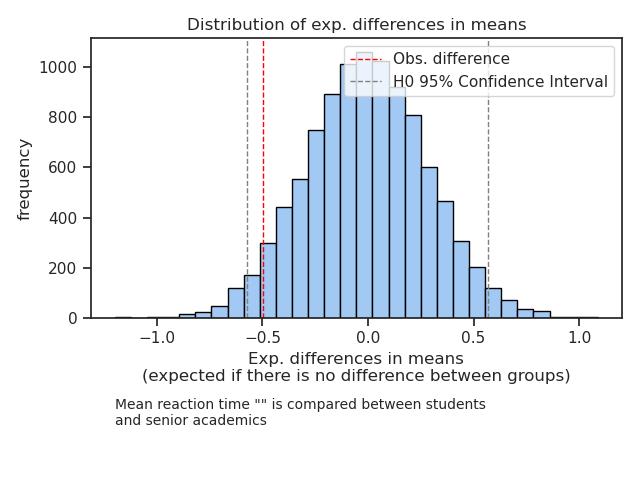 Distribution of exp. differences in means
Obs. difference
H0 95% Confidence Interval
frequency
1000
800
600
400
200
0
−1.0
−0.5
0.0
0.5
1.0
Exp. differences in means
(expected if there is no difference between groups)
Mean reaction time "" is compared between students
and senior academics